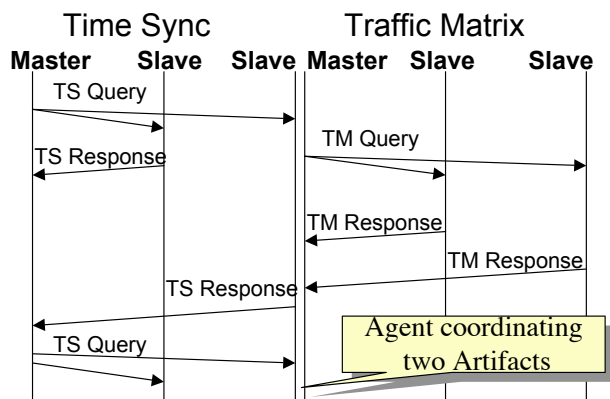 Time Sync Traffic Matrix
Master Slave Slave Master Slave Slave
TS Query
TM Query
TS Response
TM Response
TM Response
TS Response
TS Query
Agent coordinating
two Artifacts